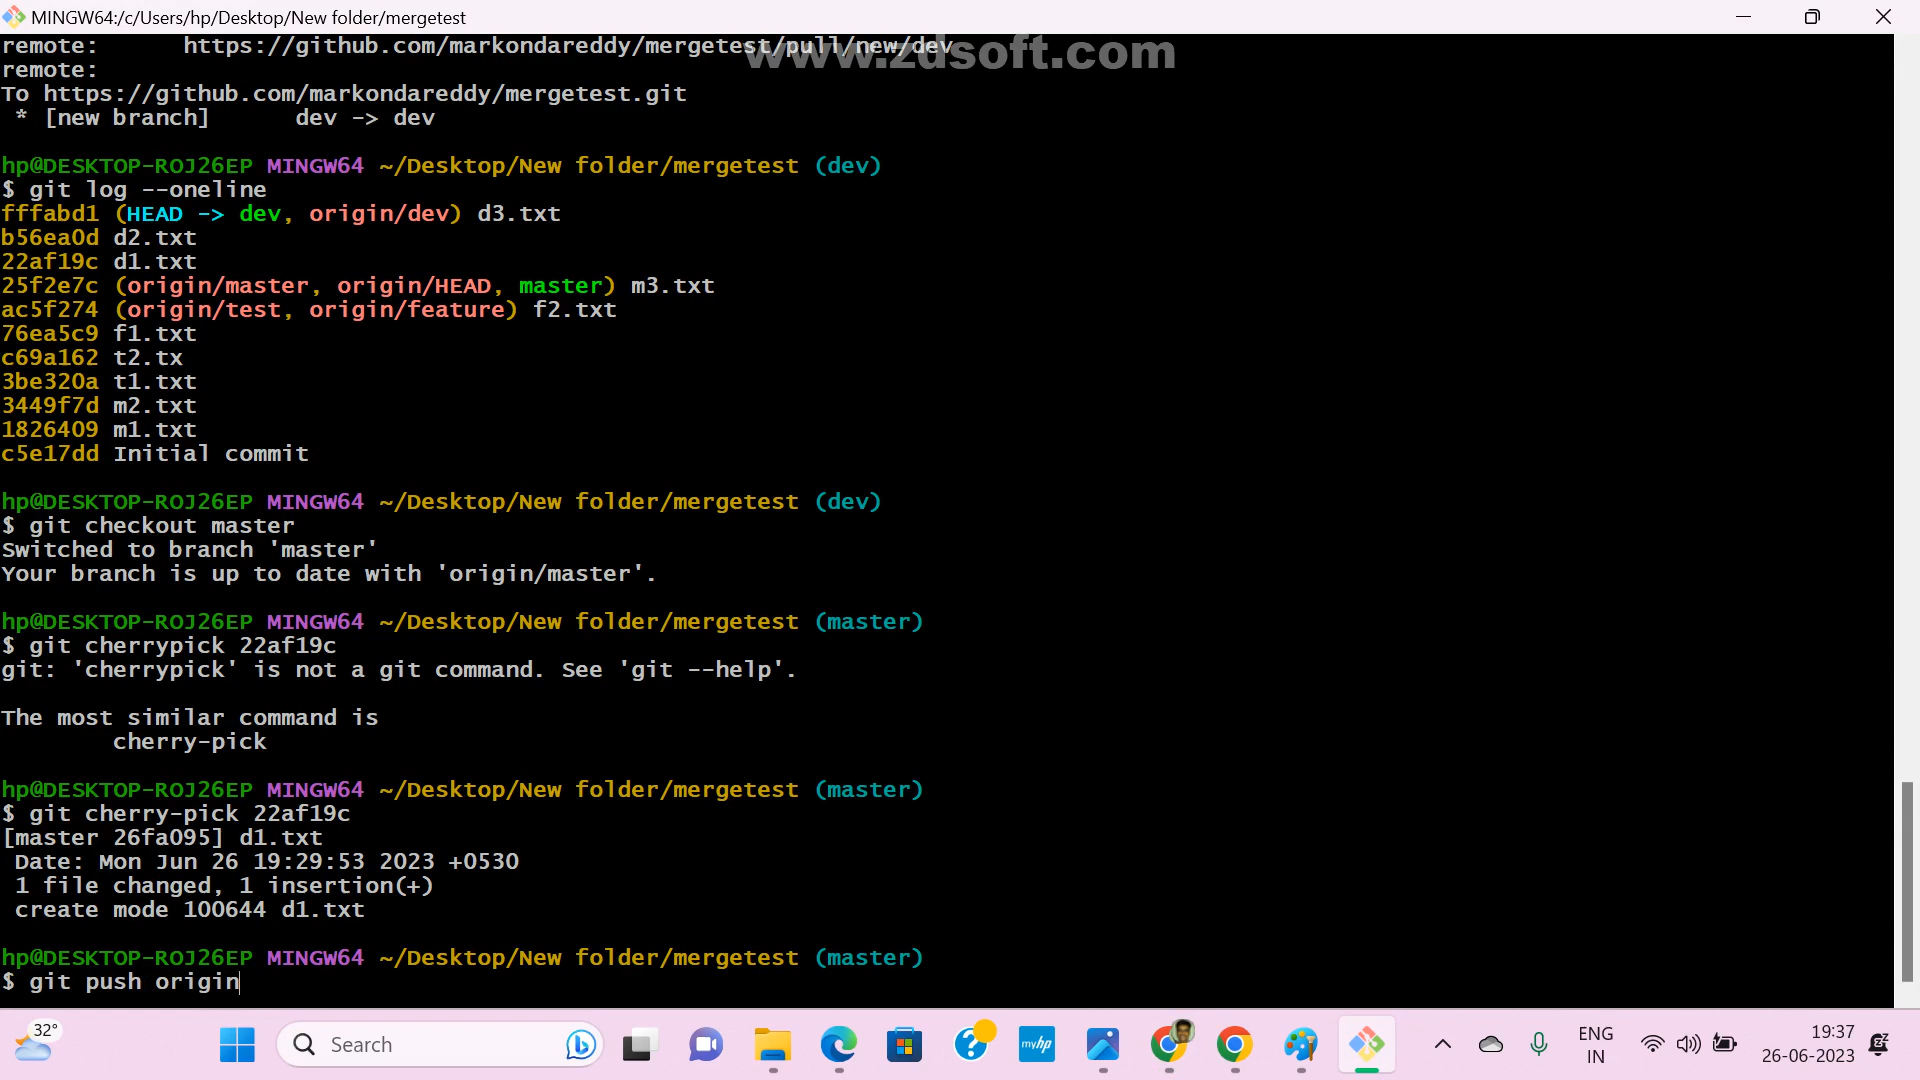 MINGW64:/c/Users/hp/Desktop/New folder/mergetest
remote:      https://github.com/markondareddy/mergetest/pull/new/dev
www.zdsoft.com
remote:
To https://github.com/markondareddy/mergetest.git
 * [new branch]      dev -> dev
hp@DESKTOP-ROJ26EP MINGW64 ~/Desktop/New folder/mergetest (dev)
$ git log --oneline
fffabd1 (HEAD -> dev, origin/dev) d3.txt
b56ea0d d2.txt
22af19c d1.txt
25f2e7c (origin/master, origin/HEAD, master) m3.txt
ac5f274 (origin/test, origin/feature) f2.txt
76ea5c9 f1.txt
c69a162 t2.tx
3be320a t1.txt
3449f7d m2.txt
1826409 m1.txt
c5e17dd Initial commit
hp@DESKTOP-ROJ26EP MINGW64 ~/Desktop/New folder/mergetest (dev)
$ git checkout master
Switched to branch 'master'
Your branch is up to date with 'origin/master'.
hp@DESKTOP-ROJ26EP MINGW64 ~/Desktop/New folder/mergetest (master)
$ git cherrypick 22af19c
git: 'cherrypick' is not a git command. See 'git --help'.
The most similar command is
        cherry-pick
hp@DESKTOP-ROJ26EP MINGW64 ~/Desktop/New folder/mergetest (master)
$ git cherry-pick 22af19c
[master 26fa095] d1.txt
 Date: Mon Jun 26 19:29:53 2023 +0530
 1 file changed, 1 insertion(+)
 create mode 100644 d1.txt
hp@DESKTOP-ROJ26EP MINGW64 ~/Desktop/New folder/mergetest (master)
$ git push origin
32°
Search
myhp
ENG
IN
19:37
26-06-2023